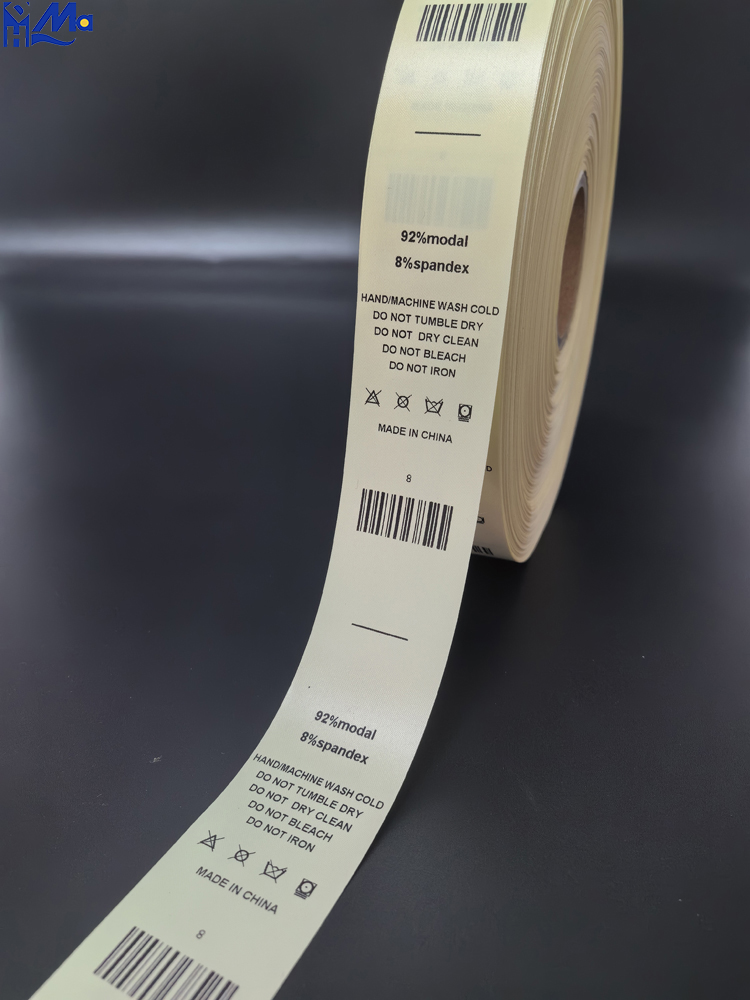 Ma
92%modal
8%spandex
HAND/MACHINE WASH COLD
DO NOT TUMBLE DRY
DO NOT DRY CLEAN
DO NOT BLEACH
DO NOT IRON
MADE IN CHINA
8
92%modal
8%spandex
HAND/MACHINE WASH COLD
DO NOT TUMBLE DRY
DO NOT DRY CLEAN
DO NOT BLEACH
DO NOT IRON
MADE IN CHINA
8